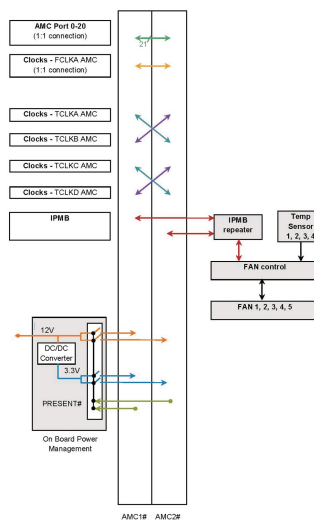 AMC Port 0-20
(1:1 connection)
21
Clocks - FCLKA AMC
(1:1 connection)
Clocks - TCLKA AMC
Clocks - TCLKB AMC
Clocks - TCLKC AMC
Clocks - TCLKD AMC
IPMB
IPMB
repeater
Temp
Sensor
1, 2, 3, 4
FAN control
FAN 1, 2, 3, 4, 5
12V
DC/DC
Converter
3.3V
PRESENT#
On Board Power
Management
AMC1# AMC2#